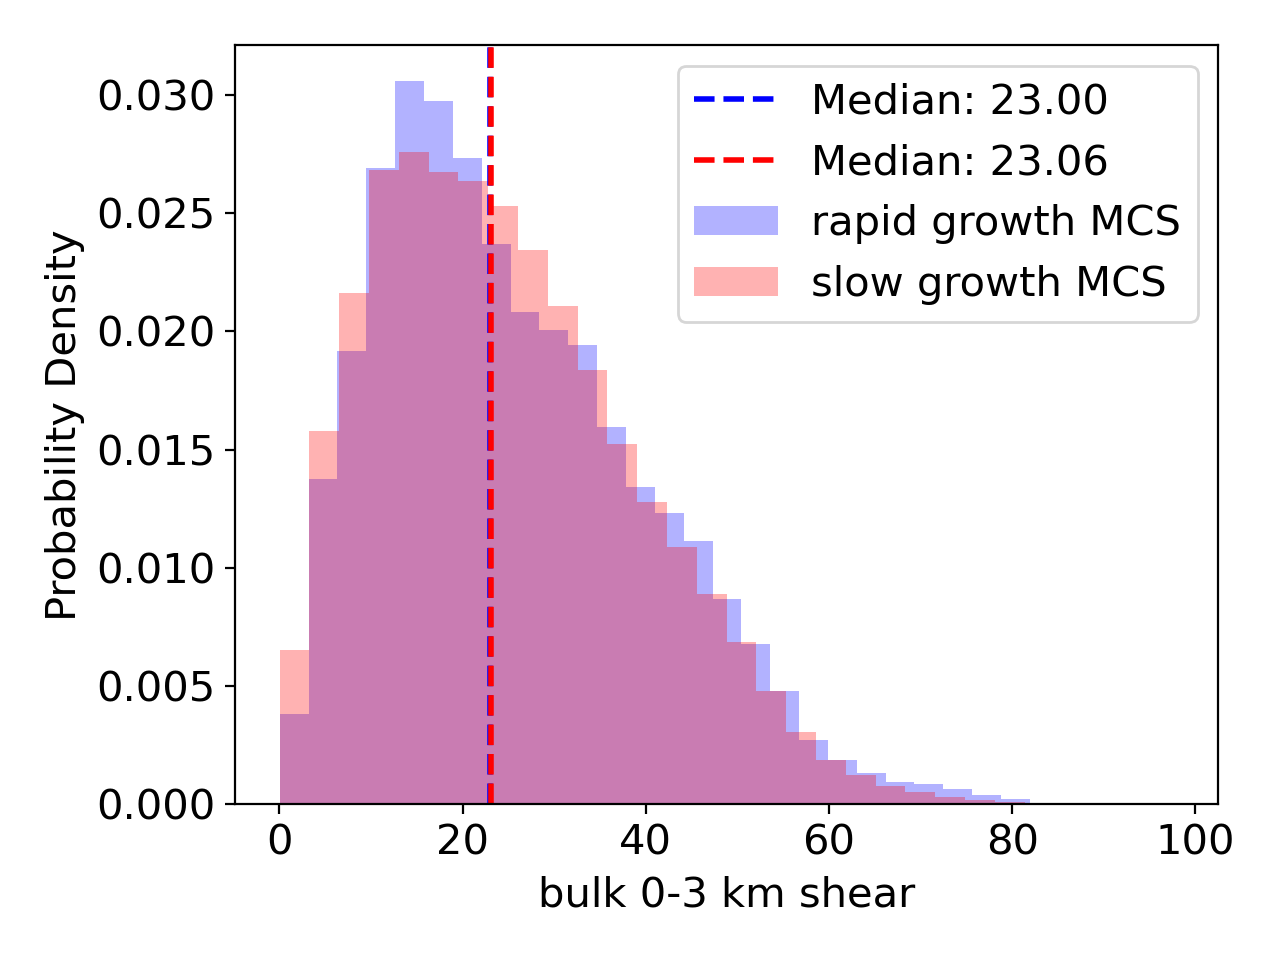 0.030
0.025
0.020
0.015
0.010
0.005
0.000
Probability Density
0
20
40
60
80
100
bulk 0-3 km shear
Median: 23.00
Median: 23.06
rapid growth MCS
slow growth MCS